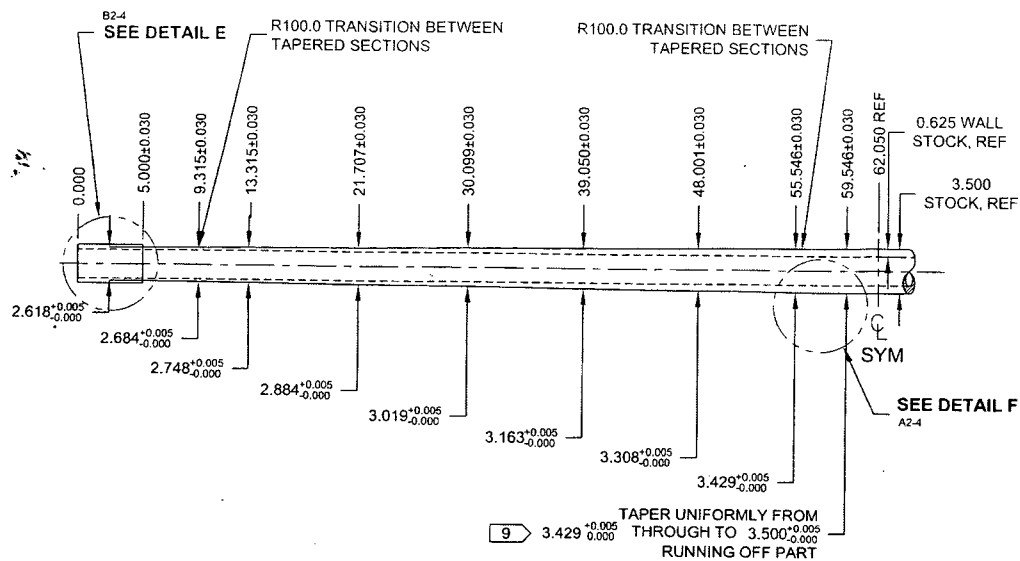 B2-4
SEE DETAIL E
R100.0 TRANSITION BETWEEN
TAPERED SECTIONS
R100.0 TRANSITION BETWEEN
TAPERED SECTIONS
0.000
5.000±0.030
9.315±0.030
13.315±0.030
21.707±0.030
30.099±0.030
39.050±0.030
48.001±0.030
55.546±0.030
59.546±0.030
62.050 REF
0.625 WALL
STOCK, REF
3.500
STOCK, REF
2.618 +0.005 -0.000
2.684 +0.005 -0.000
2.748 +0.005 -0.000
2.884 +0.005 -0.000
3.019 +0.005 -0.000
3.163 +0.005 -0.000
3.308 +0.005 -0.000
3.429 +0.005 -0.000
℄
SYM
SEE DETAIL F
A2-4
TAPER UNIFORMLY FROM
9 3.429 +0.005 0.000 THROUGH TO 3.500 +0.005 -0.000
RUNNING OFF PART